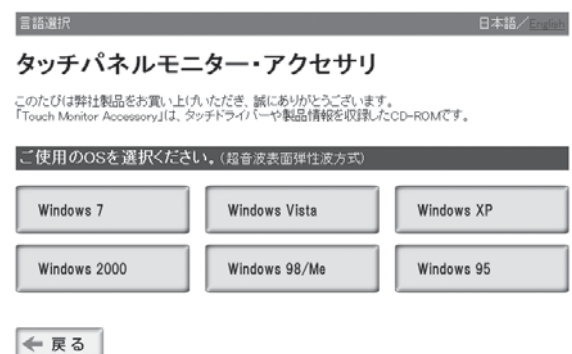 言語選択 日本語/English
タッチパネルモニター・アクセサリ
このたびは弊社製品をお買い上げいただき、誠にありがとうございます。
「Touch Monitor Accessory」は、タッチドライバーや製品情報を収録したCD-ROMです。
ご使用のOSを選択ください。(超音波表面弾性波方式)
Windows 7 Windows Vista Windows XP
Windows 2000 Windows 98/Me Windows 95
戻る